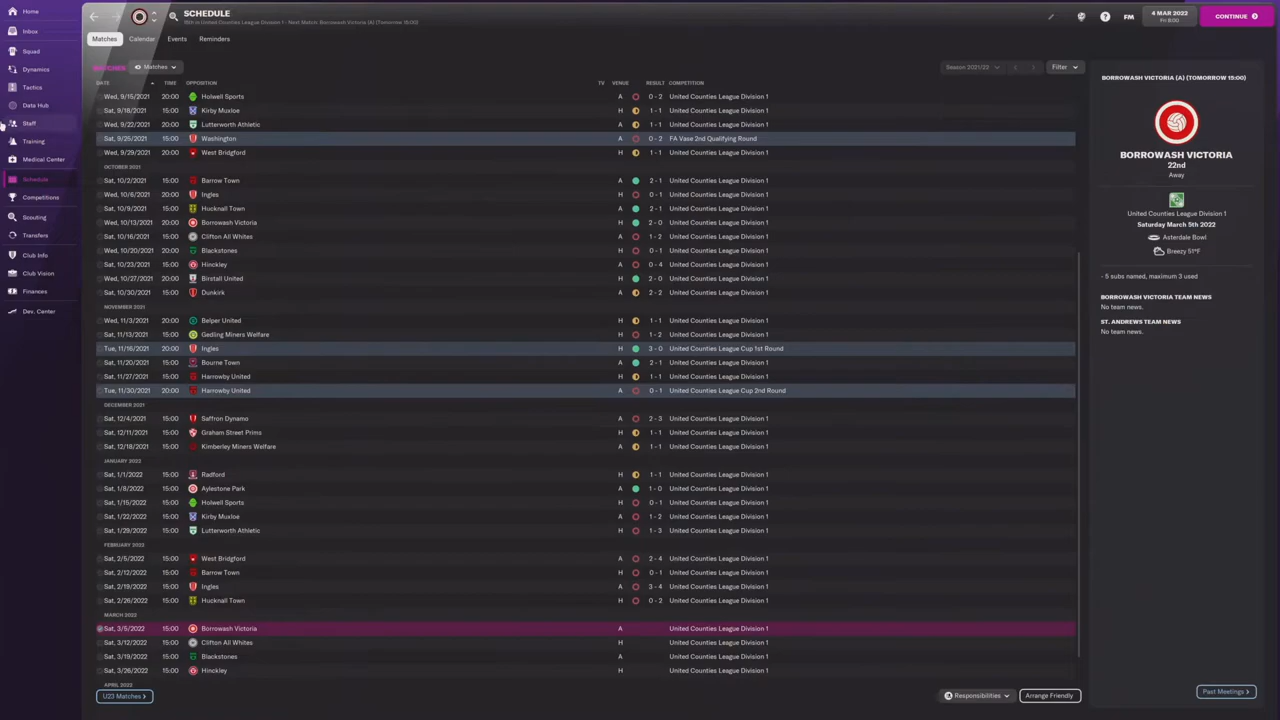 Home
Inbox
Squad
Dynamics
Tactics
Data Hub
Staff
Training
Medical Center
Schedule
Competitions
Scouting
Transfers
Club Info
Club Vision
Finances
Dev. Center
SCHEDULE
in United Counties League Division 1 - Next Match: Borrowash Victoria (A) (Tomorrow 15:00)
FM
4 MAR 2022
Fri 8:00
CONTINUE
Matches Calendar Events Reminders
MATCHES Matches
Season 2021/22
Filter
DATE TIME OPPOSITION TV VENUE RESULT COMPETITION
Wed, 9/15/2021 20:00 Holwell Sports A 0 - 2 United Counties League Division 1
Sat, 9/18/2021 15:00 Kirby Muxloe H 1 - 1 United Counties League Division 1
Wed, 9/22/2021 20:00 Lutterworth Athletic A 1 - 1 United Counties League Division 1
Sat, 9/25/2021 15:00 Washington A 0 - 2 FA Vase 2nd Qualifying Round
Wed, 9/29/2021 20:00 West Bridgford H 1 - 1 United Counties League Division 1
OCTOBER 2021
Sat, 10/2/2021 15:00 Barrow Town A 2 - 1 United Counties League Division 1
Wed, 10/6/2021 20:00 Ingles H 0 - 1 United Counties League Division 1
Sat, 10/9/2021 15:00 Hucknall Town H 2 - 1 United Counties League Division 1
Wed, 10/13/2021 20:00 Borrowash Victoria H 2 - 0 United Counties League Division 1
Sat, 10/16/2021 15:00 Clifton All Whites A 1 - 2 United Counties League Division 1
Wed, 10/20/2021 20:00 Blackstones H 0 - 1 United Counties League Division 1
Sat, 10/23/2021 15:00 Hinckley A 0 - 4 United Counties League Division 1
Wed, 10/27/2021 20:00 Birstall United H 2 - 0 United Counties League Division 1
Sat, 10/30/2021 15:00 Dunkirk A 2 - 2 United Counties League Division 1
NOVEMBER 2021
Wed, 11/3/2021 20:00 Belper United H 1 - 1 United Counties League Division 1
Sat, 11/13/2021 15:00 Gedling Miners Welfare A 1 - 2 United Counties League Division 1
Tue, 11/16/2021 20:00 Ingles H 3 - 0 United Counties League Cup 1st Round
Sat, 11/20/2021 15:00 Bourne Town A 2 - 1 United Counties League Division 1
Sat, 11/27/2021 15:00 Harrowby United H 1 - 1 United Counties League Division 1
Tue, 11/30/2021 20:00 Harrowby United A 0 - 1 United Counties League Cup 2nd Round
DECEMBER 2021
Sat, 12/4/2021 15:00 Saffron Dynamo A 2 - 3 United Counties League Division 1
Sat, 12/11/2021 15:00 Graham Street Prims H 1 - 1 United Counties League Division 1
Sat, 12/18/2021 15:00 Kimberley Miners Welfare A 1 - 1 United Counties League Division 1
JANUARY 2022
Sat, 1/1/2022 15:00 Radford H 1 - 1 United Counties League Division 1
Sat, 1/8/2022 15:00 Aylestone Park A 1 - 0 United Counties League Division 1
Sat, 1/15/2022 15:00 Holwell Sports H 0 - 1 United Counties League Division 1
Sat, 1/22/2022 15:00 Kirby Muxloe A 1 - 2 United Counties League Division 1
Sat, 1/29/2022 15:00 Lutterworth Athletic H 1 - 3 United Counties League Division 1
FEBRUARY 2022
Sat, 2/5/2022 15:00 West Bridgford A 2 - 4 United Counties League Division 1
Sat, 2/12/2022 15:00 Barrow Town H 0 - 1 United Counties League Division 1
Sat, 2/19/2022 15:00 Ingles A 3 - 4 United Counties League Division 1
Sat, 2/26/2022 15:00 Hucknall Town H 0 - 2 United Counties League Division 1
MARCH 2022
Sat, 3/5/2022 15:00 Borrowash Victoria A United Counties League Division 1
Sat, 3/12/2022 15:00 Clifton All Whites H United Counties League Division 1
Sat, 3/19/2022 15:00 Blackstones A United Counties League Division 1
Sat, 3/26/2022 15:00 Hinckley H United Counties League Division 1
APRIL 2022
U23 Matches >
Responsibilities
Arrange Friendly
BORROWASH VICTORIA (A) (TOMORROW 15:00)
BORROWASH VICTORIA
22nd
Away
United Counties League Division 1
Saturday March 5th 2022
Asterdale Bowl
Breezy 51°F
- 5 subs named, maximum 3 used
BORROWASH VICTORIA TEAM NEWS
No team news.
ST. ANDREWS TEAM NEWS
No team news.
Past Meetings >